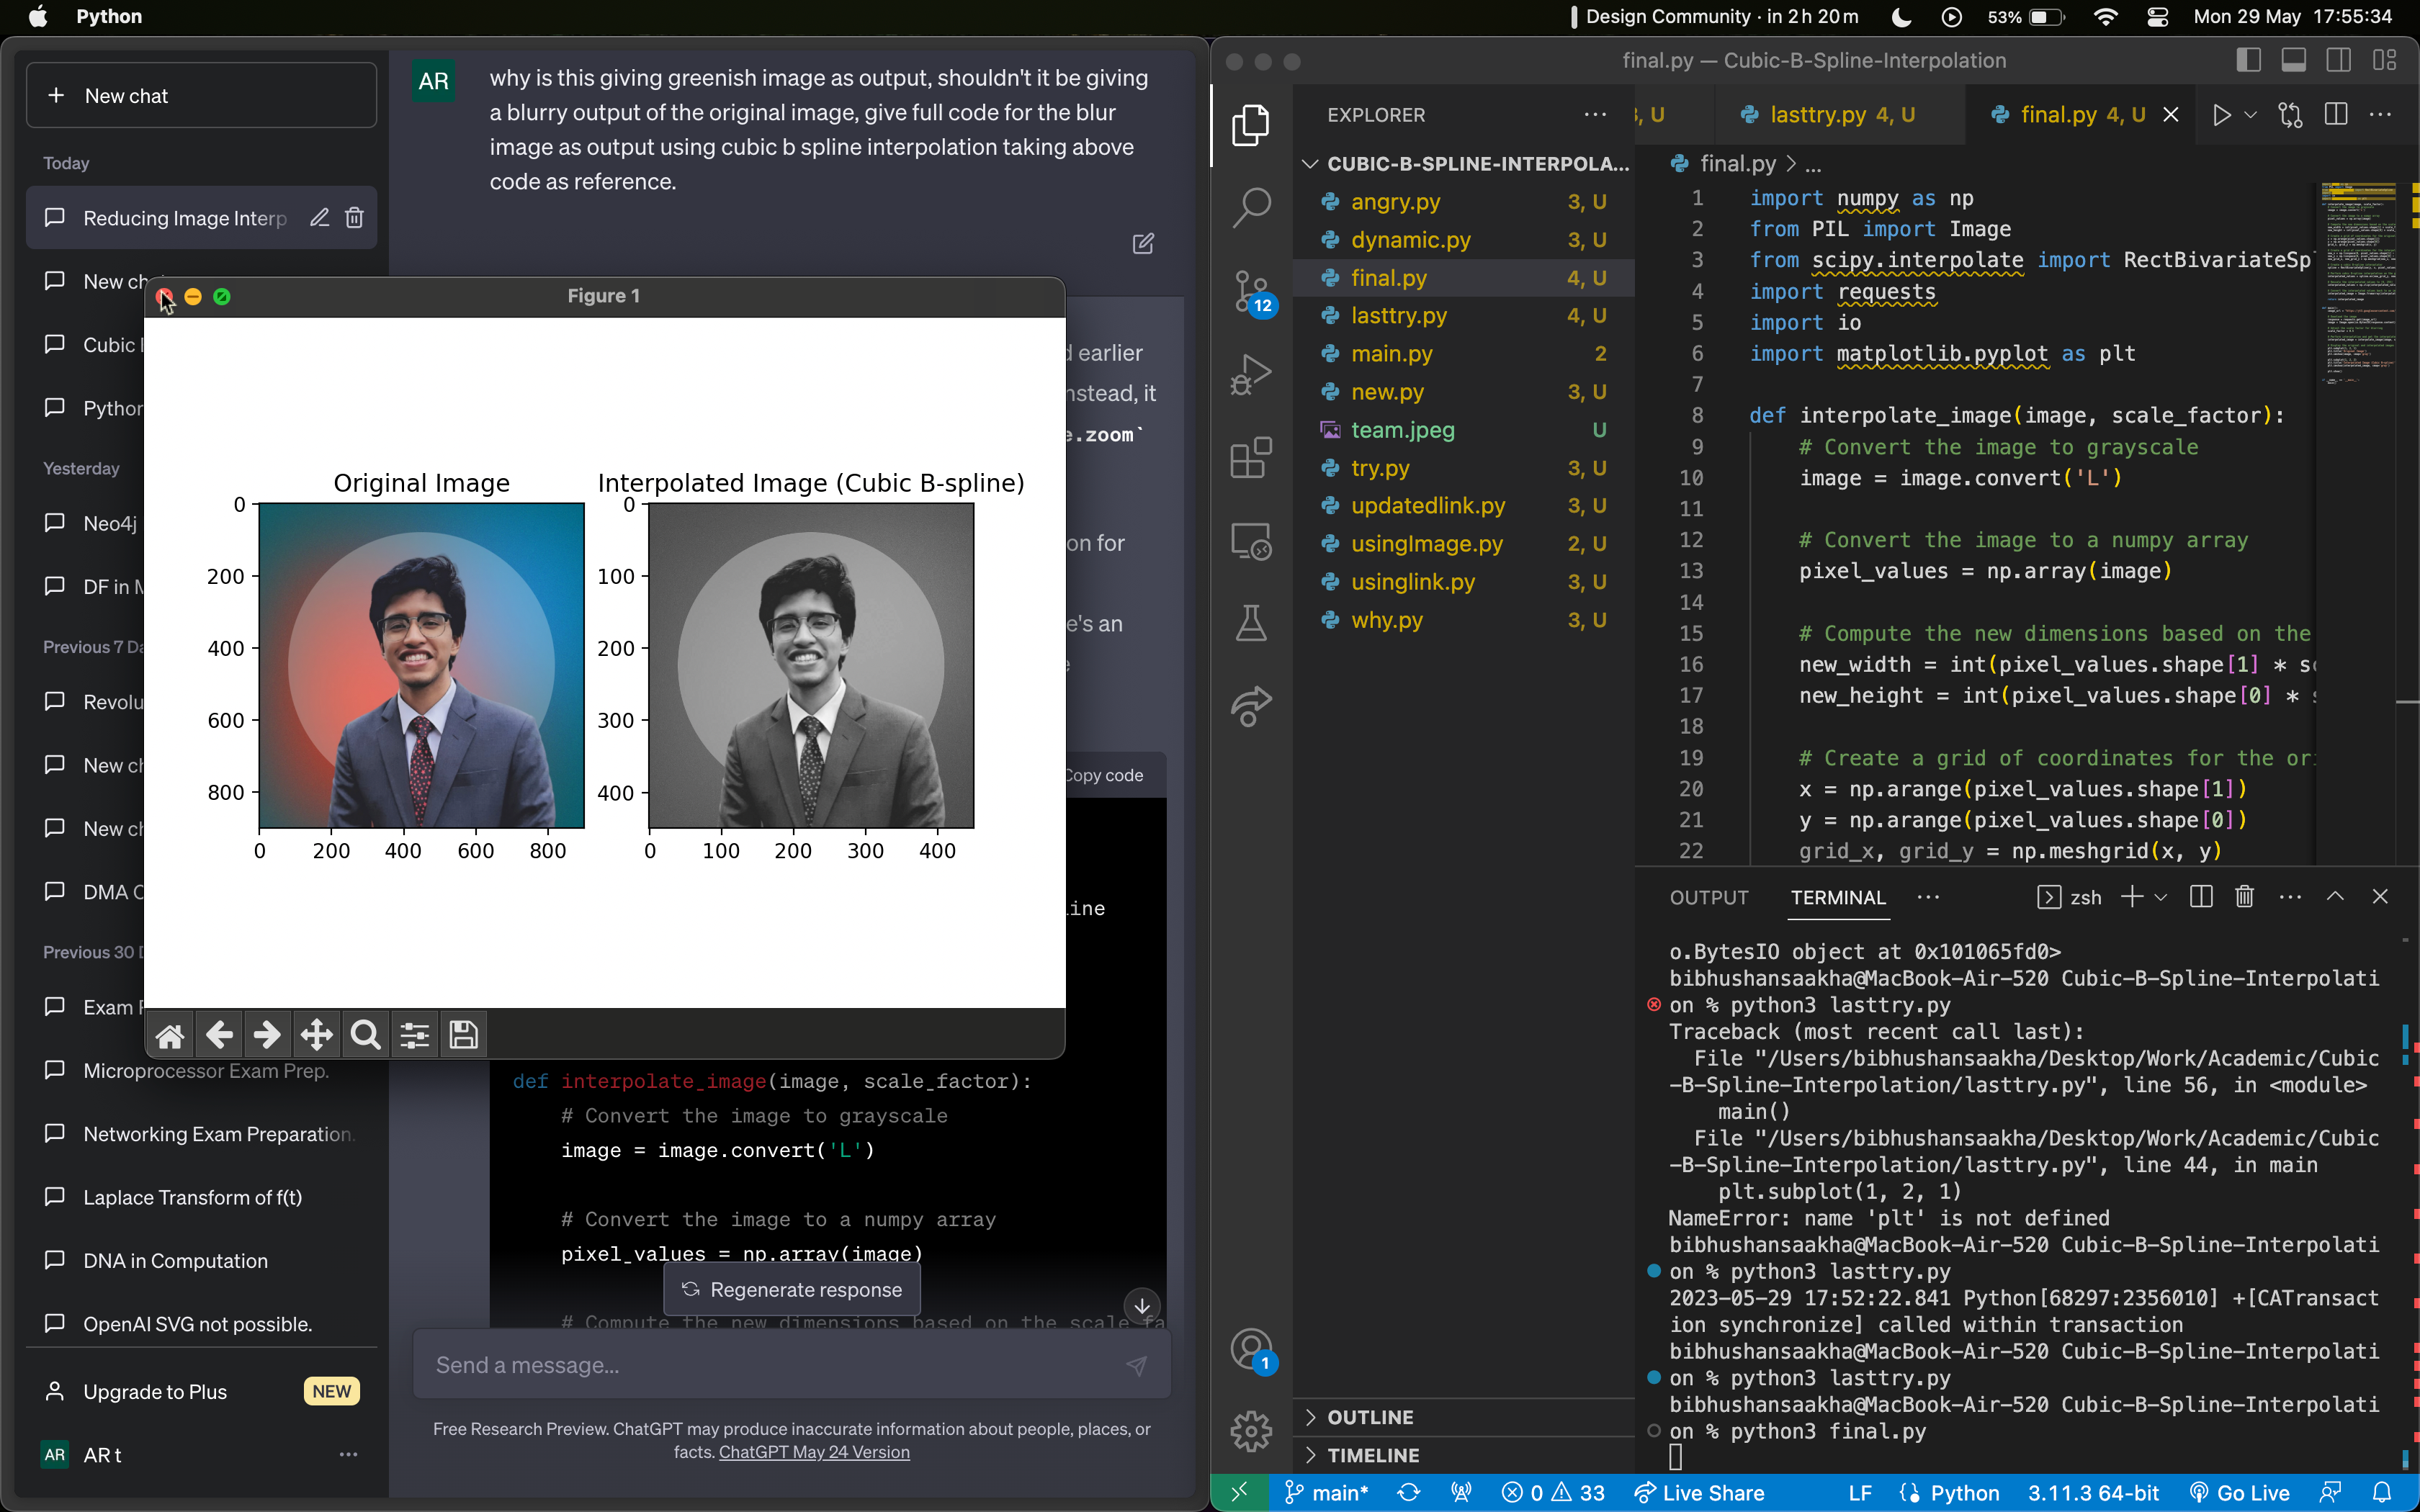 Python
Design Community · in 2 h 20 m
53%
Mon 29 May 17:55:34
New chat
Today
Reducing Image Interp
New ch
Cubic
Python
Yesterday
Neo4j
DF in M
Previous 7 Da
Revolu
New ch
New ch
DMA C
Previous 30 D
Exam P
Microprocessor Exam Prep.
Networking Exam Preparation.
Laplace Transform of f(t)
DNA in Computation
OpenAI SVG not possible.
Upgrade to Plus
NEW
AR
AR t
AR
why is this giving greenish image as output, shouldn't it be giving
a blurry output of the original image, give full code for the blur
image as output using cubic b spline interpolation taking above
code as reference.
d earlier
nstead, it
e.zoom`
on for
e's an
e
Copy code
line
Figure 1
Original Image
Interpolated Image (Cubic B-spline)
0
200
400
600
800
0 200 400 600 800
0
100
200
300
400
0 100 200 300 400
def interpolate_image(image, scale_factor):
# Convert the image to grayscale
image = image.convert('L')
# Convert the image to a numpy array
pixel_values = np.array(image)
# Compute the new dimensions based on the scale fa
Regenerate response
Send a message...
Free Research Preview. ChatGPT may produce inaccurate information about people, places, or
facts. ChatGPT May 24 Version
final.py — Cubic-B-Spline-Interpolation
12
1
EXPLORER
CUBIC-B-SPLINE-INTERPOLA...
angry.py 3, U
dynamic.py 3, U
final.py 4, U
lasttry.py 4, U
main.py 2
new.py 3, U
team.jpeg U
try.py 3, U
updatedlink.py 3, U
usingImage.py 2, U
usinglink.py 3, U
why.py 3, U
OUTLINE
TIMELINE
3, U
lasttry.py 4, U
final.py 4, U
final.py > ...
1 import numpy as np
2 from PIL import Image
3 from scipy.interpolate import RectBivariateSp
4 import requests
5 import io
6 import matplotlib.pyplot as plt
7
8 def interpolate_image(image, scale_factor):
9 # Convert the image to grayscale
10 image = image.convert('L')
11
12 # Convert the image to a numpy array
13 pixel_values = np.array(image)
14
15 # Compute the new dimensions based on the
16 new_width = int(pixel_values.shape[1] * sc
17 new_height = int(pixel_values.shape[0] * s
18
19 # Create a grid of coordinates for the ori
20 x = np.arange(pixel_values.shape[1])
21 y = np.arange(pixel_values.shape[0])
22 grid_x, grid_y = np.meshgrid(x, y)
OUTPUT
TERMINAL
zsh
o.BytesIO object at 0x101065fd0>
bibhushansaakha@MacBook-Air-520 Cubic-B-Spline-Interpolati
on % python3 lasttry.py
Traceback (most recent call last):
File "/Users/bibhushansaakha/Desktop/Work/Academic/Cubic
-B-Spline-Interpolation/lasttry.py", line 56, in <module>
main()
File "/Users/bibhushansaakha/Desktop/Work/Academic/Cubic
-B-Spline-Interpolation/lasttry.py", line 44, in main
plt.subplot(1, 2, 1)
NameError: name 'plt' is not defined
bibhushansaakha@MacBook-Air-520 Cubic-B-Spline-Interpolati
on % python3 lasttry.py
2023-05-29 17:52:22.841 Python[68297:2356010] +[CATransact
ion synchronize] called within transaction
bibhushansaakha@MacBook-Air-520 Cubic-B-Spline-Interpolati
on % python3 lasttry.py
bibhushansaakha@MacBook-Air-520 Cubic-B-Spline-Interpolati
on % python3 final.py
main*
0 33
Live Share
LF
Python
3.11.3 64-bit
Go Live